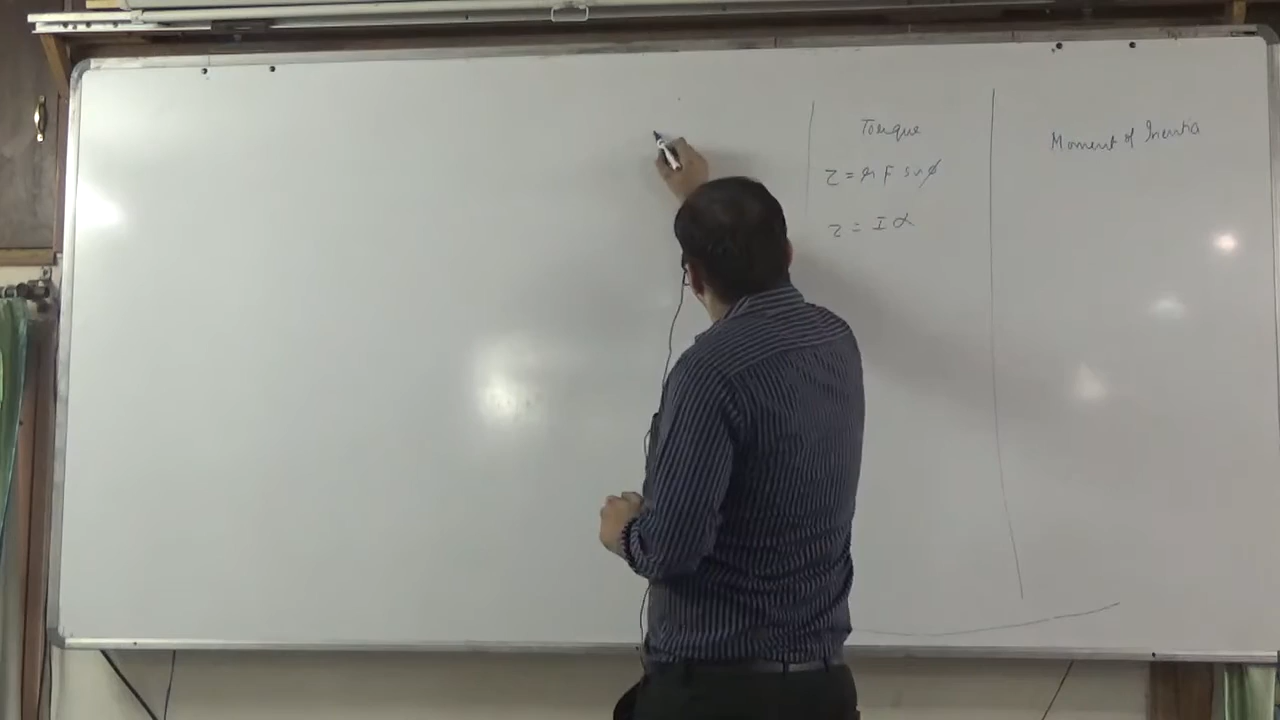 Torque
τ = r F sin φ
τ = I α
Moment of Inertia